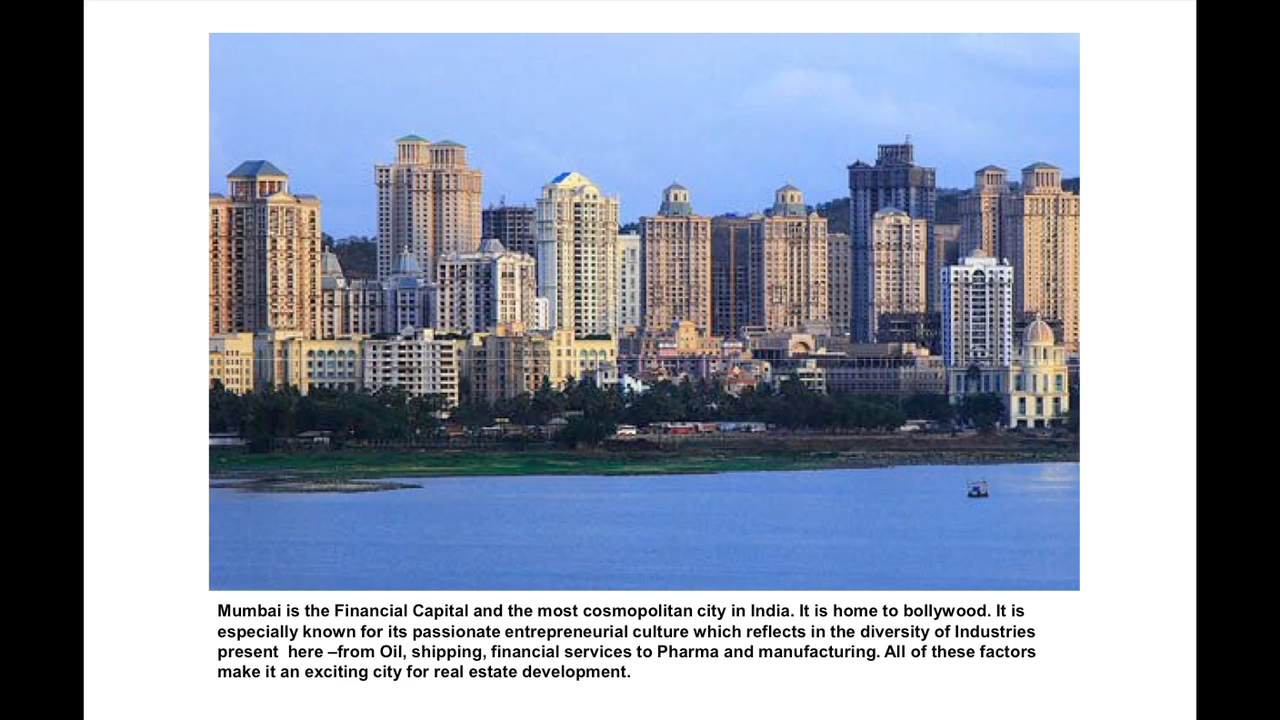 Mumbai is the Financial Capital and the most cosmopolitan city in India. It is home to bollywood. It is
especially known for its passionate entrepreneurial culture which reflects in the diversity of Industries
present  here –from Oil, shipping, financial services to Pharma and manufacturing. All of these factors
make it an exciting city for real estate development.